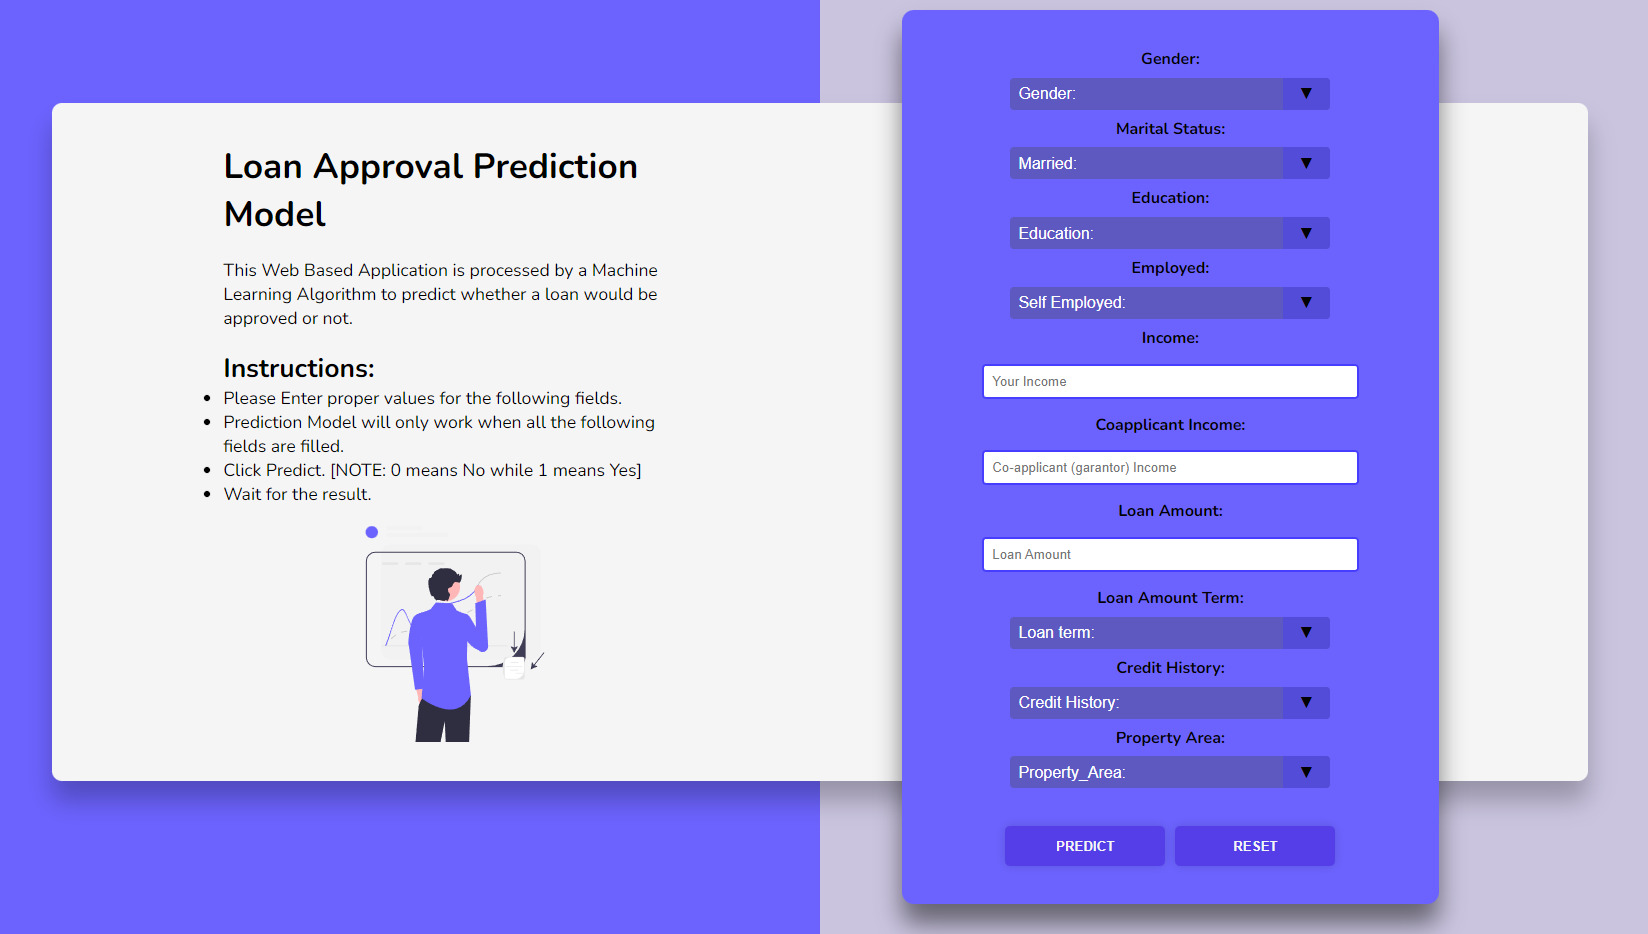 Loan Approval Prediction
Model
This Web Based Application is processed by a Machine
Learning Algorithm to predict whether a loan would be
approved or not.
Instructions:
Please Enter proper values for the following fields.
Prediction Model will only work when all the following
fields are filled.
Click Predict. [NOTE: 0 means No while 1 means Yes]
Wait for the result.
Gender:
Gender:
Marital Status:
Married:
Education:
Education:
Employed:
Self Employed:
Income:
Your Income
Coapplicant Income:
Co-applicant (garantor) Income
Loan Amount:
Loan Amount
Loan Amount Term:
Loan term:
Credit History:
Credit History:
Property Area:
Property_Area:
PREDICT RESET